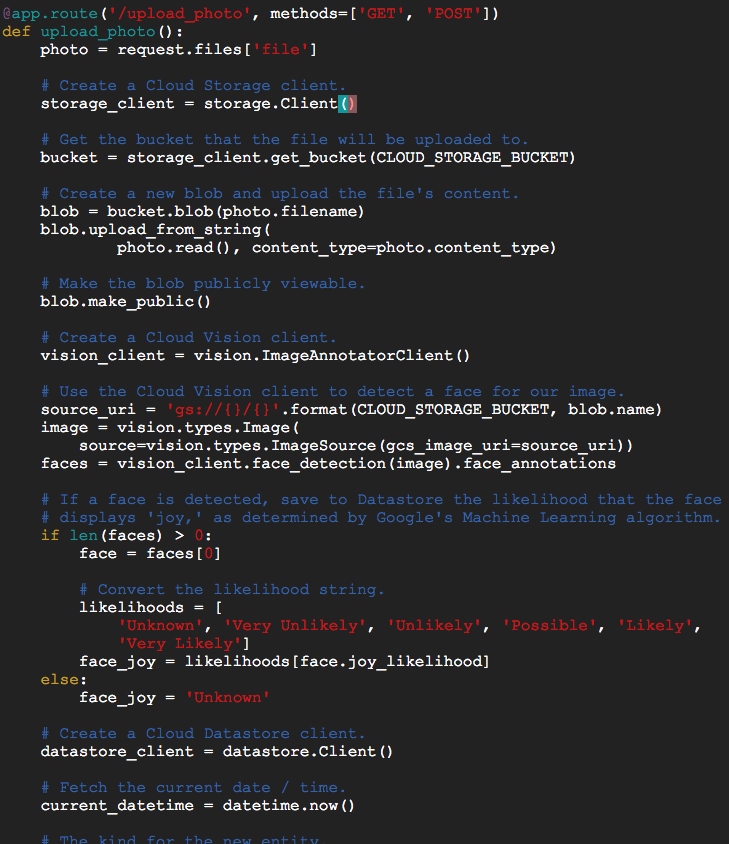 @app.route('/upload_photo', methods=['GET', 'POST'])
def upload_photo():
    photo = request.files['file']

    # Create a Cloud Storage client.
    storage_client = storage.Client()

    # Get the bucket that the file will be uploaded to.
    bucket = storage_client.get_bucket(CLOUD_STORAGE_BUCKET)

    # Create a new blob and upload the file's content.
    blob = bucket.blob(photo.filename)
    blob.upload_from_string(
            photo.read(), content_type=photo.content_type)

    # Make the blob publicly viewable.
    blob.make_public()

    # Create a Cloud Vision client.
    vision_client = vision.ImageAnnotatorClient()

    # Use the Cloud Vision client to detect a face for our image.
    source_uri = 'gs://{}/{}'.format(CLOUD_STORAGE_BUCKET, blob.name)
    image = vision.types.Image(
        source=vision.types.ImageSource(gcs_image_uri=source_uri))
    faces = vision_client.face_detection(image).face_annotations

    # If a face is detected, save to Datastore the likelihood that the face
    # displays 'joy,' as determined by Google's Machine Learning algorithm.
    if len(faces) > 0:
        face = faces[0]

        # Convert the likelihood string.
        likelihoods = [
            'Unknown', 'Very Unlikely', 'Unlikely', 'Possible', 'Likely',
            'Very Likely']
        face_joy = likelihoods[face.joy_likelihood]
    else:
        face_joy = 'Unknown'

    # Create a Cloud Datastore client.
    datastore_client = datastore.Client()

    # Fetch the current date / time.
    current_datetime = datetime.now()

    # The kind for the new entity